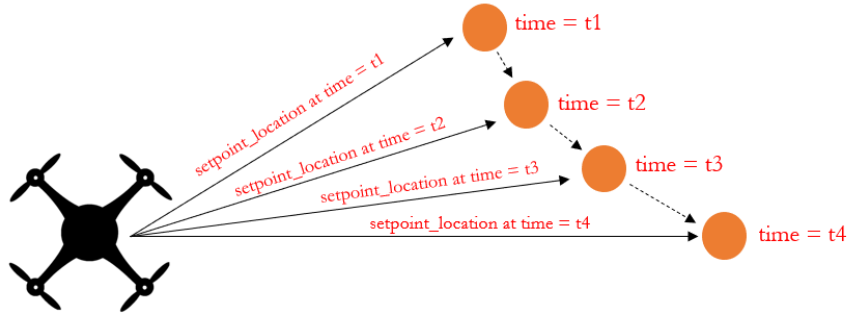 time = t1
setpoint_location at time = t1
time = t2
setpoint_location at time = t2
time = t3
setpoint_location at time = t3
setpoint_location at time = t4
time = t4